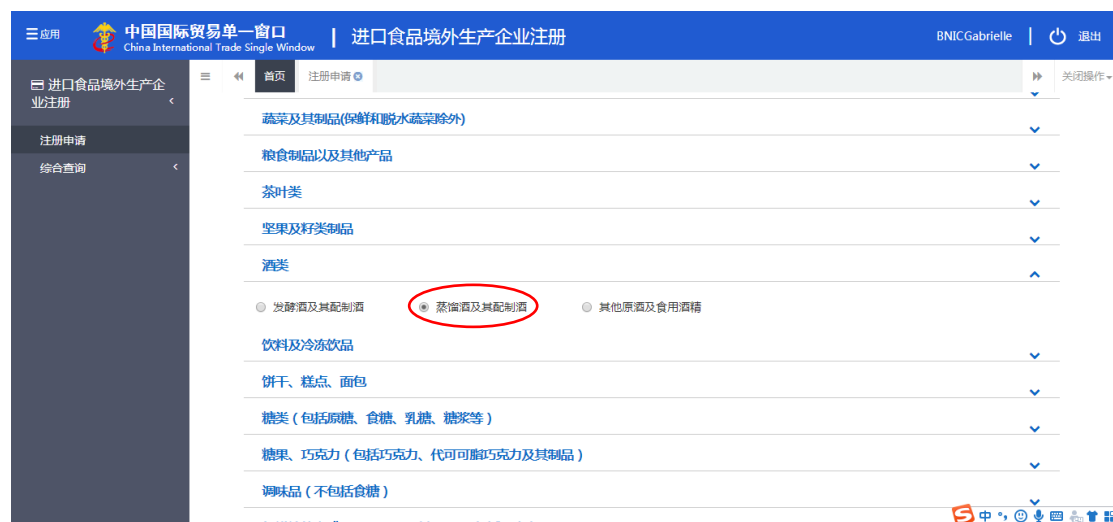 应用
中国国际贸易单一窗口
China International Trade Single Window
进口食品境外生产企业注册
BNICGabrielle
退出
进口食品境外生产企
业注册
首页
注册申请
关闭操作
注册申请
综合查询
蔬菜及其制品(保鲜和脱水蔬菜除外)
粮食制品以及其他产品
茶叶类
坚果及籽类制品
酒类
发酵酒及其配制酒
蒸馏酒及其配制酒
其他原酒及食用酒精
饮料及冷冻饮品
饼干、糕点、面包
糖类（包括原糖、食糖、乳糖、糖浆等）
糖果、巧克力（包括巧克力、代可可脂巧克力及其制品）
调味品（不包括食糖）
中